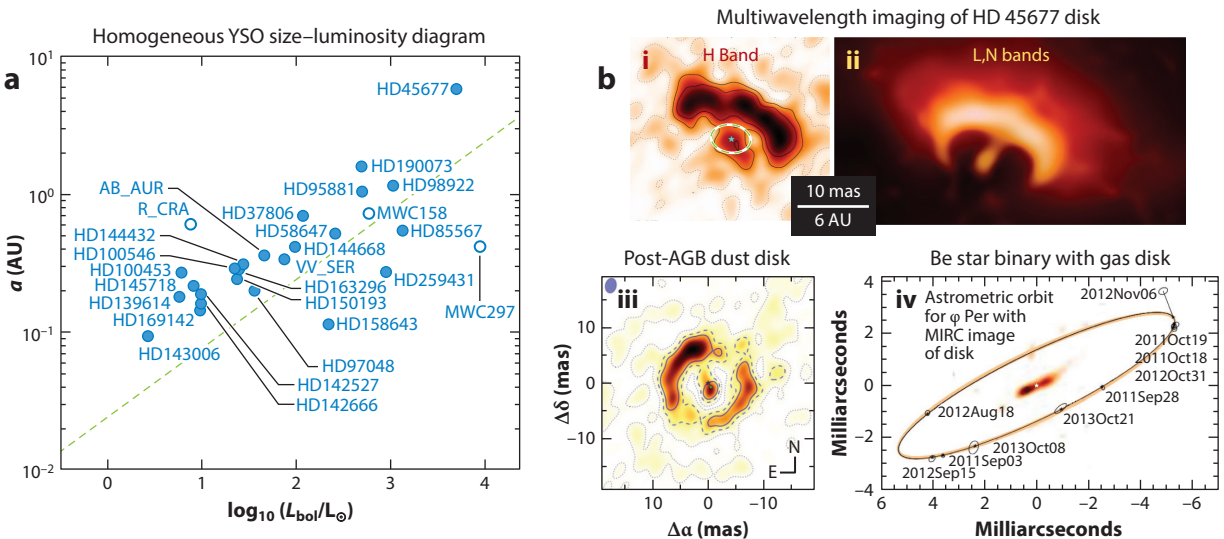 Homogeneous YSO size–luminosity diagram
a
10¹
10⁰
10⁻¹
10⁻²
a (AU)
HD45677
HD190073
AB_AUR
HD95881
HD98922
R_CRA
HD37806
MWC158
HD58647
HD85567
HD144432
HD144668
HD100546
VV_SER
HD100453
HD163296
HD259431
HD145718
HD150193
MWC297
HD139614
HD169142
HD158643
HD143006
HD97048
HD142527
HD142666
0 1 2 3 4
log₁₀ (L_bol/L_⊙)
Multiwavelength imaging of HD 45677 disk
b
i
H Band
ii
L,N bands
10 mas
6 AU
Post-AGB dust disk
iii
10
0
−10
Δδ (mas)
N
E
10 0 −10
Δα (mas)
Be star binary with gas disk
iv
Astrometric orbit
for φ Per with
MIRC image
of disk
2012Nov06
2011Oct19
2011Oct18
2012Oct31
2011Sep28
2013Oct21
2012Aug18
2013Oct08
2011Sep03
2012Sep15
4
2
0
−2
−4
Milliarcseconds
6 4 2 0 −2 −4 −6
Milliarcseconds